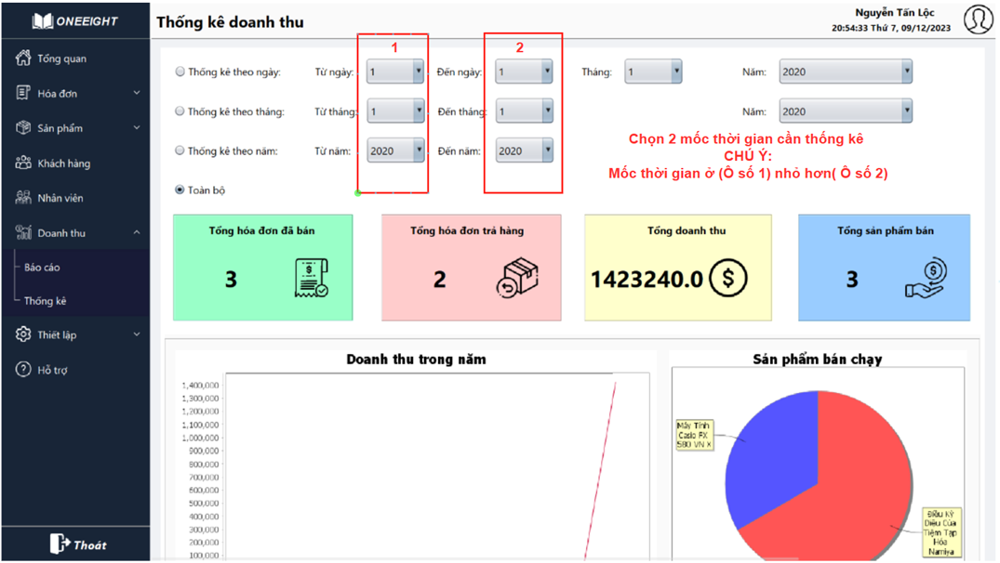 ONEEIGHT
Thống kê doanh thu
Nguyễn Tấn Lộc
20:54:33 Thứ 7, 09/12/2023
Tổng quan
Hóa đơn
Sản phẩm
Khách hàng
Nhân viên
Doanh thu
Báo cáo
Thống kê
Thiết lập
Hỗ trợ
Thoát
1
2
Thống kê theo ngày: Từ ngày: 1 Đến ngày: 1 Tháng: 1 Năm: 2020
Thống kê theo tháng: Từ tháng: 1 Đến tháng: 1 Năm: 2020
Thống kê theo năm: Từ năm: 2020 Đến năm: 2020
Toàn bộ
Chọn 2 mốc thời gian cần thống kê
CHÚ Ý:
Mốc thời gian ở (Ô số 1) nhỏ hơn( Ô số 2)
Tổng hóa đơn đã bán
3
Tổng hóa đơn trả hàng
2
Tổng doanh thu
1423240.0
Tổng sản phẩm bán
3
Doanh thu trong năm
1,400,000
1,300,000
1,200,000
1,100,000
1,000,000
900,000
800,000
700,000
600,000
500,000
400,000
300,000
200,000
100,000
Sản phẩm bán chạy
Máy Tính
Casio FX
580 VN X
Điều Kỳ
Diệu Của
Tiệm Tạp
Hóa
Namiya